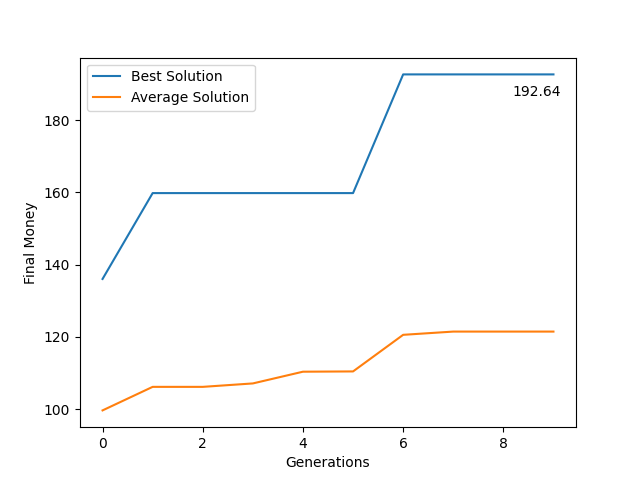 Best Solution
Average Solution
192.64
Final Money
180
160
140
120
100
0 2 4 6 8
Generations